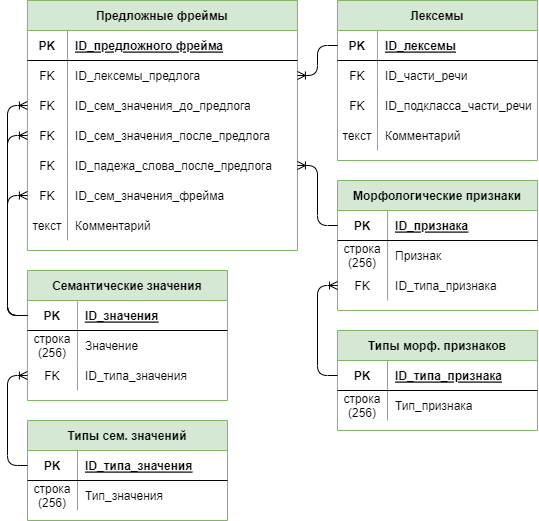 Предложные фреймы
PK ID_предложного фрейма
FK ID_лексемы_предлога
FK ID_сем_значения_до_предлога
FK ID_сем_значения_после_предлога
FK ID_падежа_слова_после_предлога
FK ID_сем_значения_фрейма
текст Комментарий
Лексемы
PK ID_лексемы
FK ID_части_речи
FK ID_подкласса_части_речи
текст Комментарий
Морфологические признаки
PK ID_признака
строка
(256) Признак
FK ID_типа_признака
Семантические значения
PK ID_значения
строка
(256) Значение
FK ID_типа_значения
Типы морф. признаков
PK ID_типа_признака
строка
(256) Тип_признака
Типы сем. значений
PK ID_типа_значения
строка
(256) Тип_значения